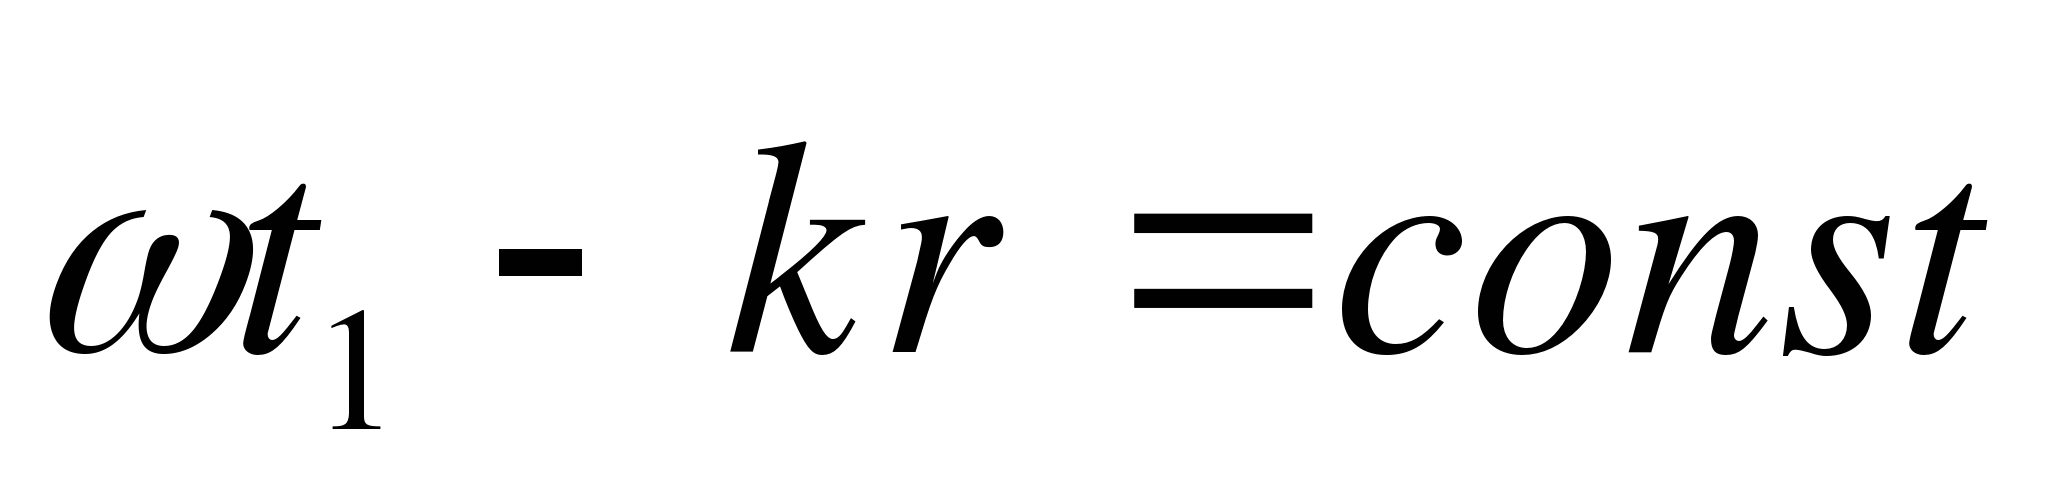 ωt₁ - kr = const